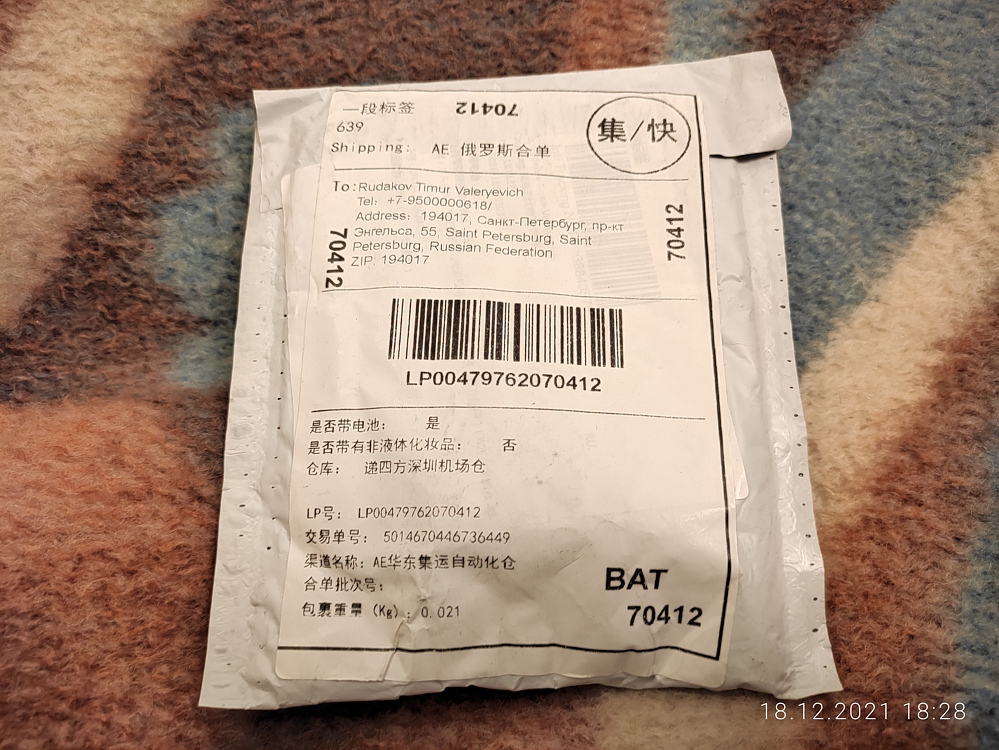 一段标签
70412
639
集/快
Shipping: AE 俄罗斯合单
To: Rudakov Timur Valeryevich
Tel: +7-9500000618/
Address: 194017, Санкт-Петербург, пр-кт
Энгельса, 55, Saint Petersburg, Saint
Petersburg, Russian Federation
ZIP: 194017
70412
70412
LP00479762070412
是否带电池: 是
是否带有非液体化妆品: 否
仓库: 递四方深圳机场仓
LP号: LP00479762070412
交易单号: 5014670446736449
渠道名称: AE华东集运自动化仓
合单批次号:
包裹重量 (Kg): 0.021
BAT
70412
18.12.2021 18:28